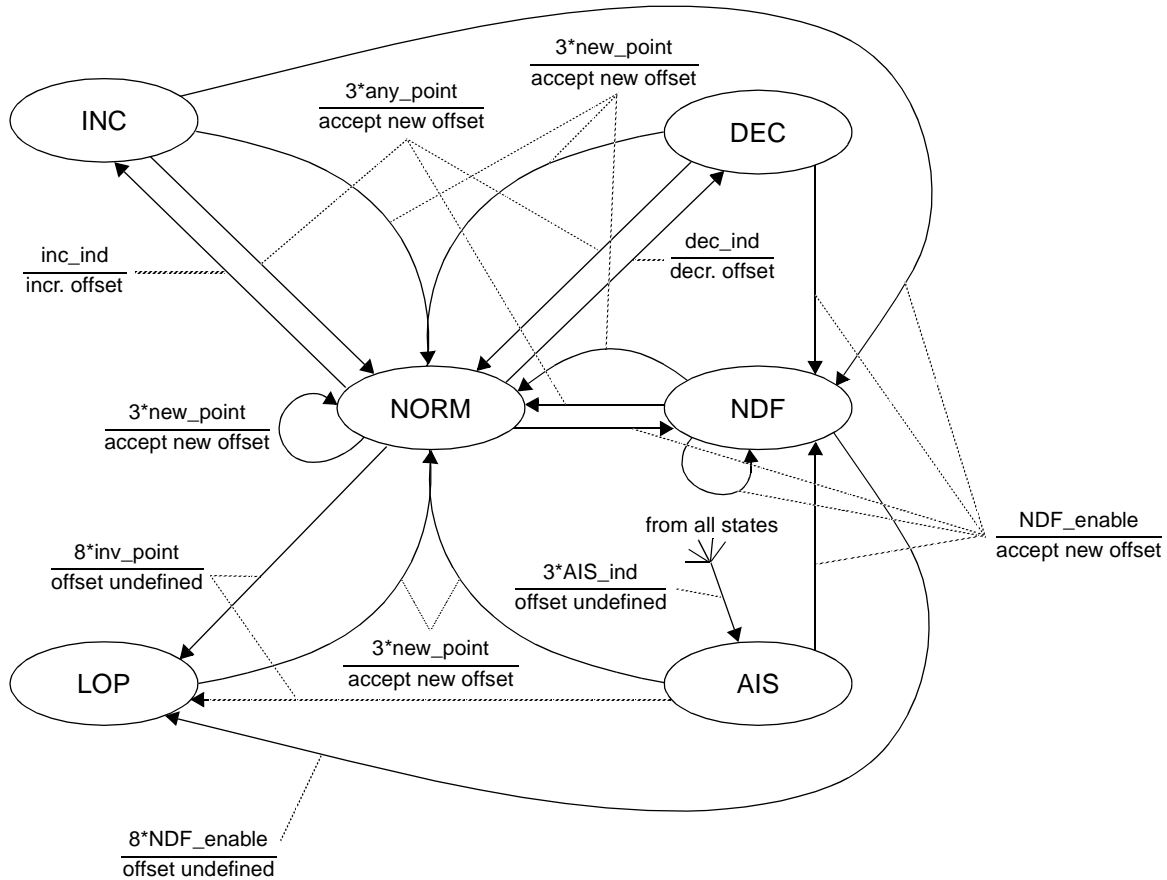 3*new_point
accept new offset
3*any_point
accept new offset
INC
DEC
inc_ind
incr. offset
dec_ind
decr. offset
3*new_point
accept new offset
NORM
NDF
from all states
NDF_enable
accept new offset
8*inv_point
offset undefined
3*AIS_ind
offset undefined
3*new_point
accept new offset
LOP
AIS
8*NDF_enable
offset undefined